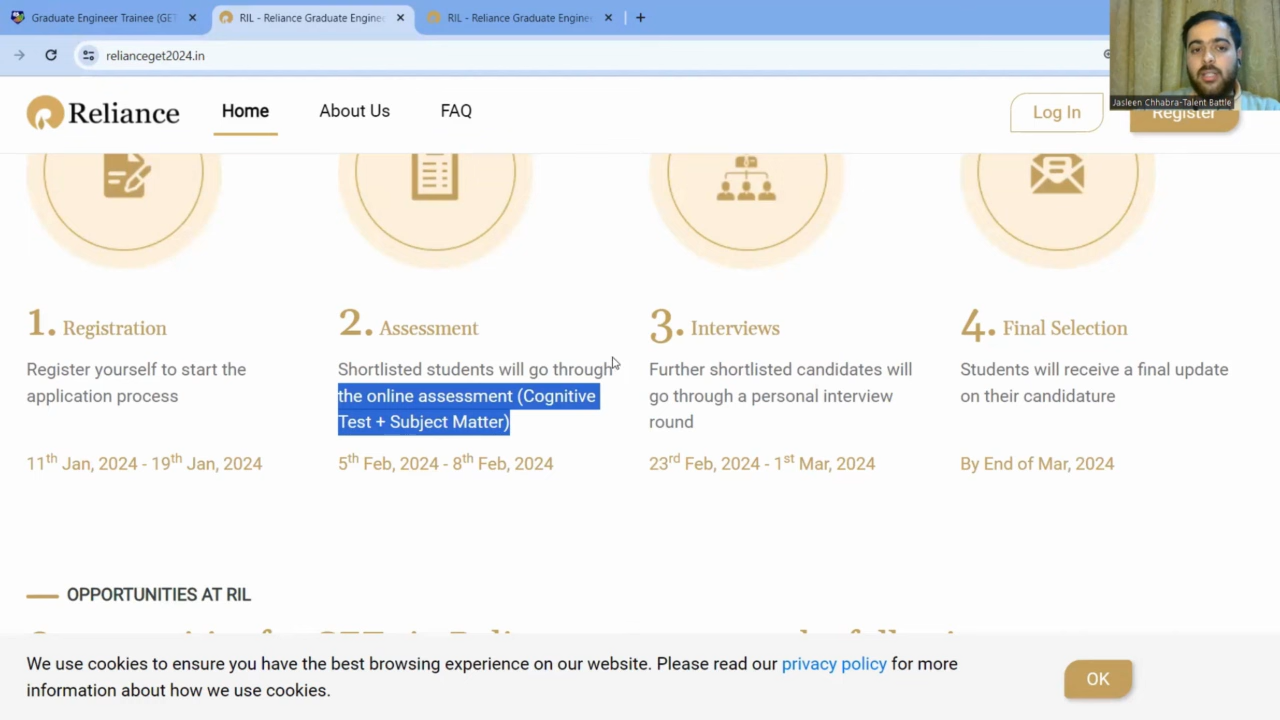 Graduate Engineer Trainee (GET
RIL - Reliance Graduate Enginee
RIL - Reliance Graduate Enginee
relianceget2024.in
Jasleen Chhabra-Talent Battle
Reliance
Home
About Us
FAQ
Log In
Register
1. Registration
Register yourself to start the
application process
11th Jan, 2024 - 19th Jan, 2024
2. Assessment
Shortlisted students will go through
the online assessment (Cognitive
Test + Subject Matter)
5th Feb, 2024 - 8th Feb, 2024
3. Interviews
Further shortlisted candidates will
go through a personal interview
round
23rd Feb, 2024 - 1st Mar, 2024
4. Final Selection
Students will receive a final update
on their candidature
By End of Mar, 2024
OPPORTUNITIES AT RIL
We use cookies to ensure you have the best browsing experience on our website. Please read our privacy policy for more
information about how we use cookies.
OK